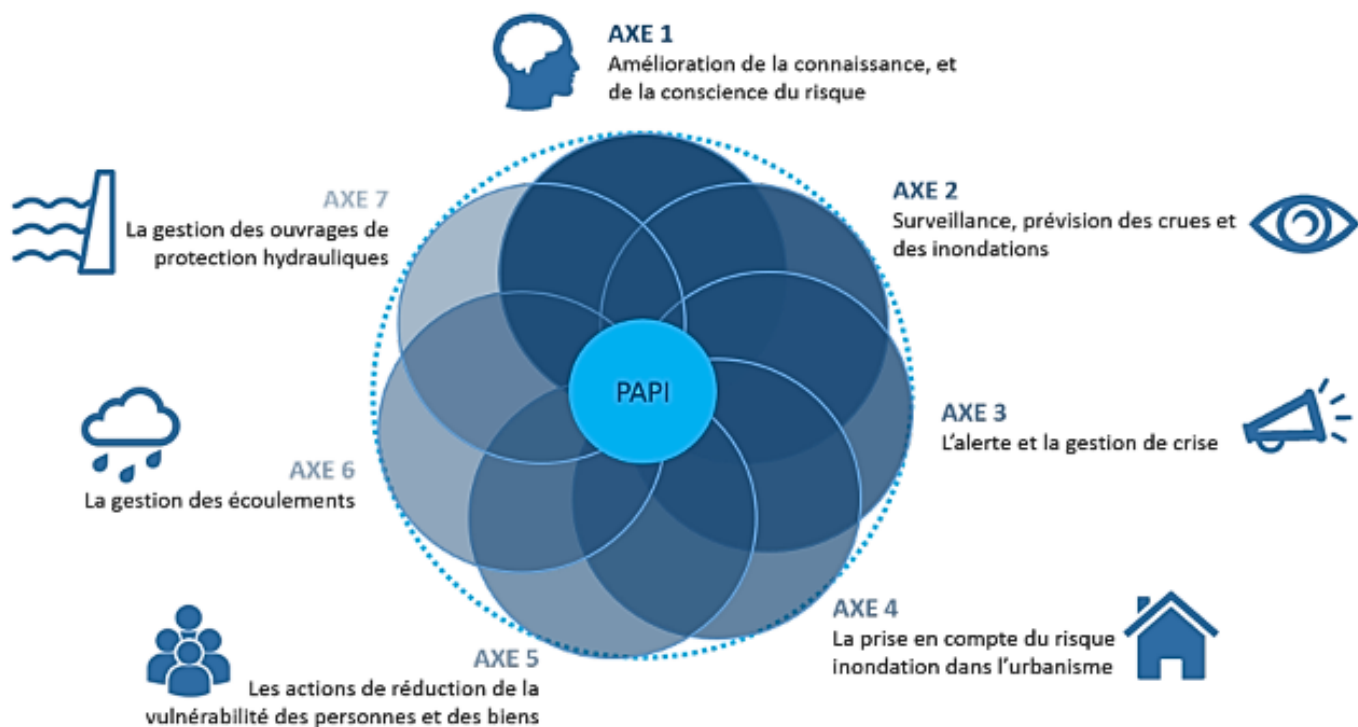 AXE 1
Amélioration de la connaissance, et
de la conscience du risque
AXE 2
Surveillance, prévision des crues et
des inondations
AXE 3
L'alerte et la gestion de crise
AXE 4
La prise en compte du risque
inondation dans l'urbanisme
AXE 5
Les actions de réduction de la
vulnérabilité des personnes et des biens
AXE 6
La gestion des écoulements
AXE 7
La gestion des ouvrages de
protection hydrauliques
PAPI